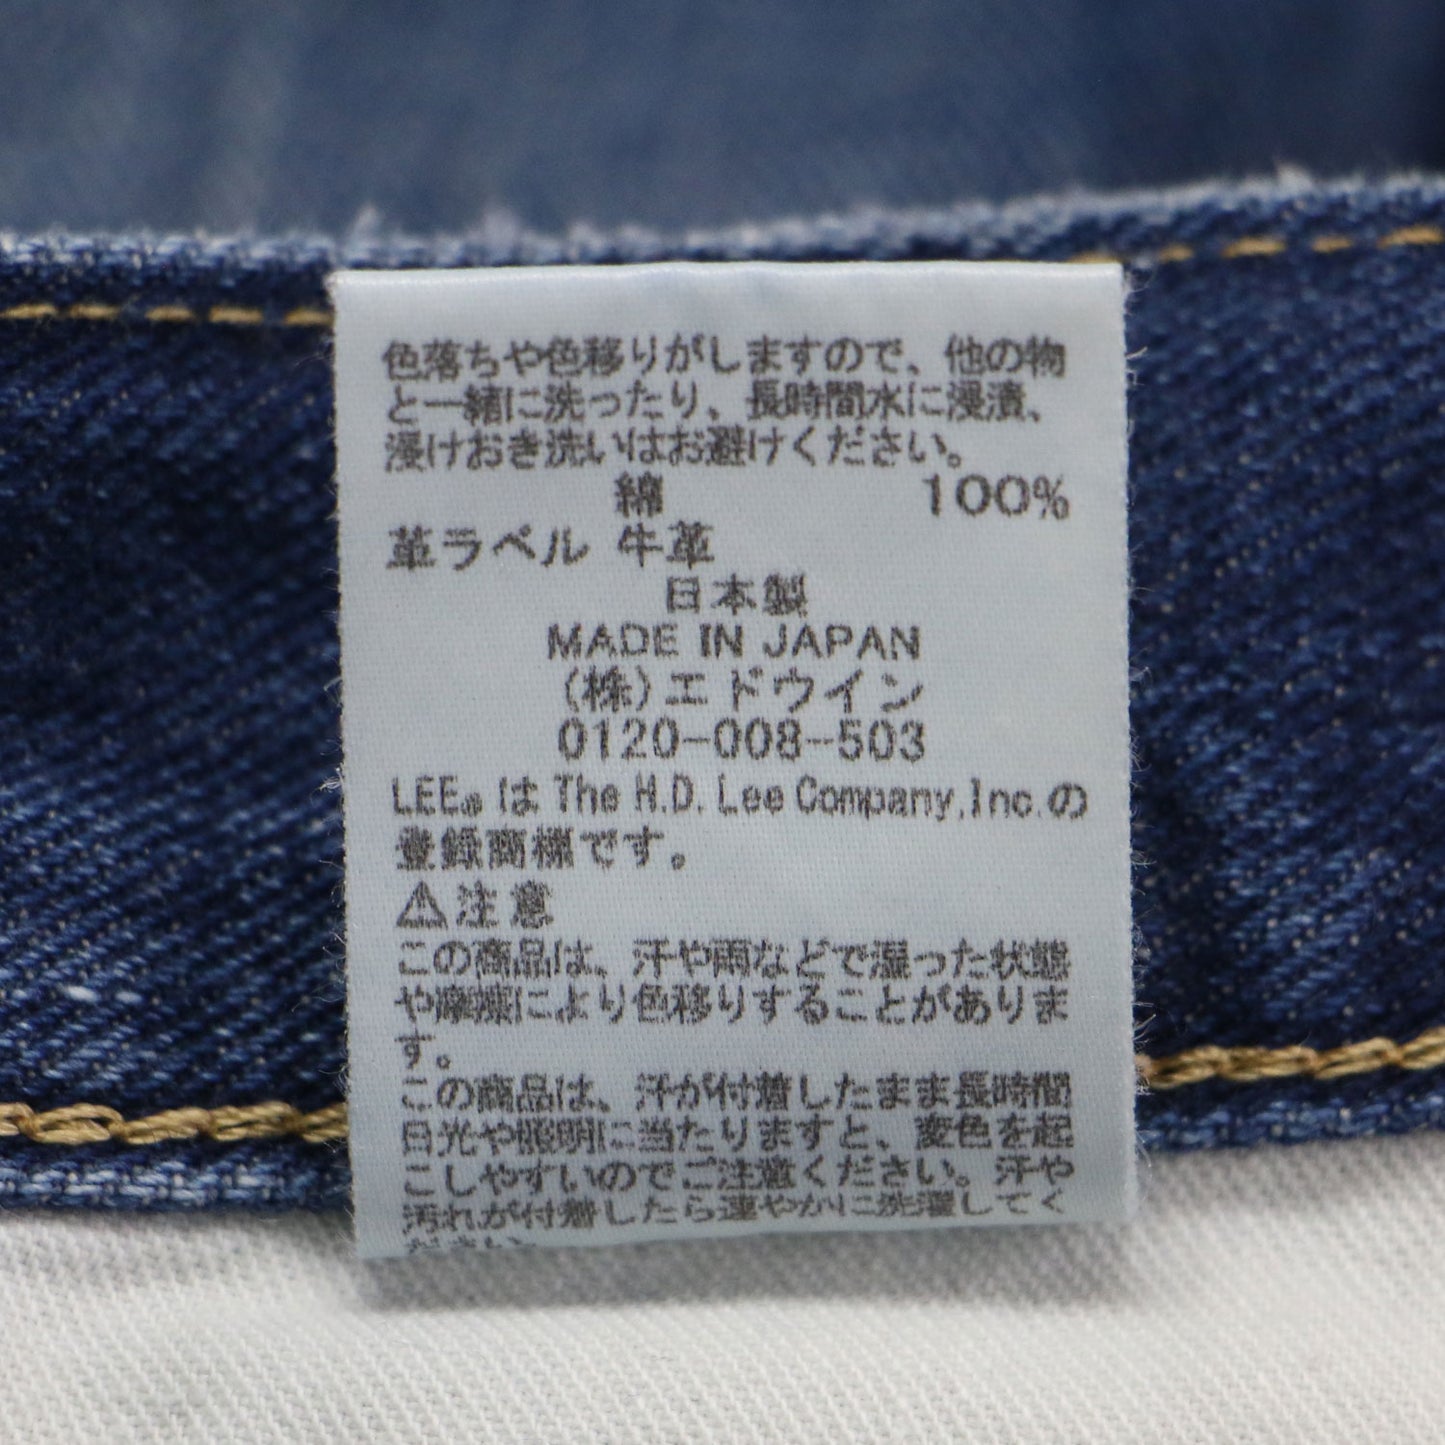 色落ちや色移りがしますので、他の物
と一緒に洗ったり、長時間水に浸漬、
浸けおき洗いはお避けください。
綿 100%
革ラベル 牛革
日本製
MADE IN JAPAN
(株)エドウイン
0120-008-503
LEE®はThe H.D. Lee Company,Inc.の
登録商標です。
⚠注意
この商品は、汗や雨などで湿った状態
や摩擦により色移りすることがありま
す。
この商品は、汗が付着したまま長時間
日光や照明に当たりますと、変色を起
こしやすいのでご注意ください。汗や
汚れが付着したら速やかに洗濯してく
ださい。